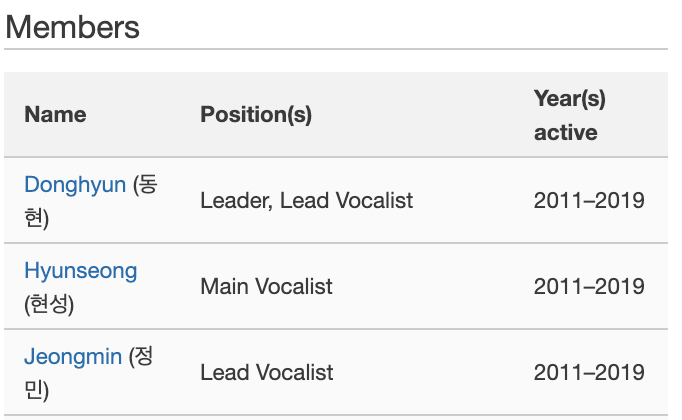 Members
Name Position(s) Year(s)
active
Donghyun (동
현) Leader, Lead Vocalist 2011–2019
Hyunseong
(현성) Main Vocalist 2011–2019
Jeongmin (정
민) Lead Vocalist 2011–2019